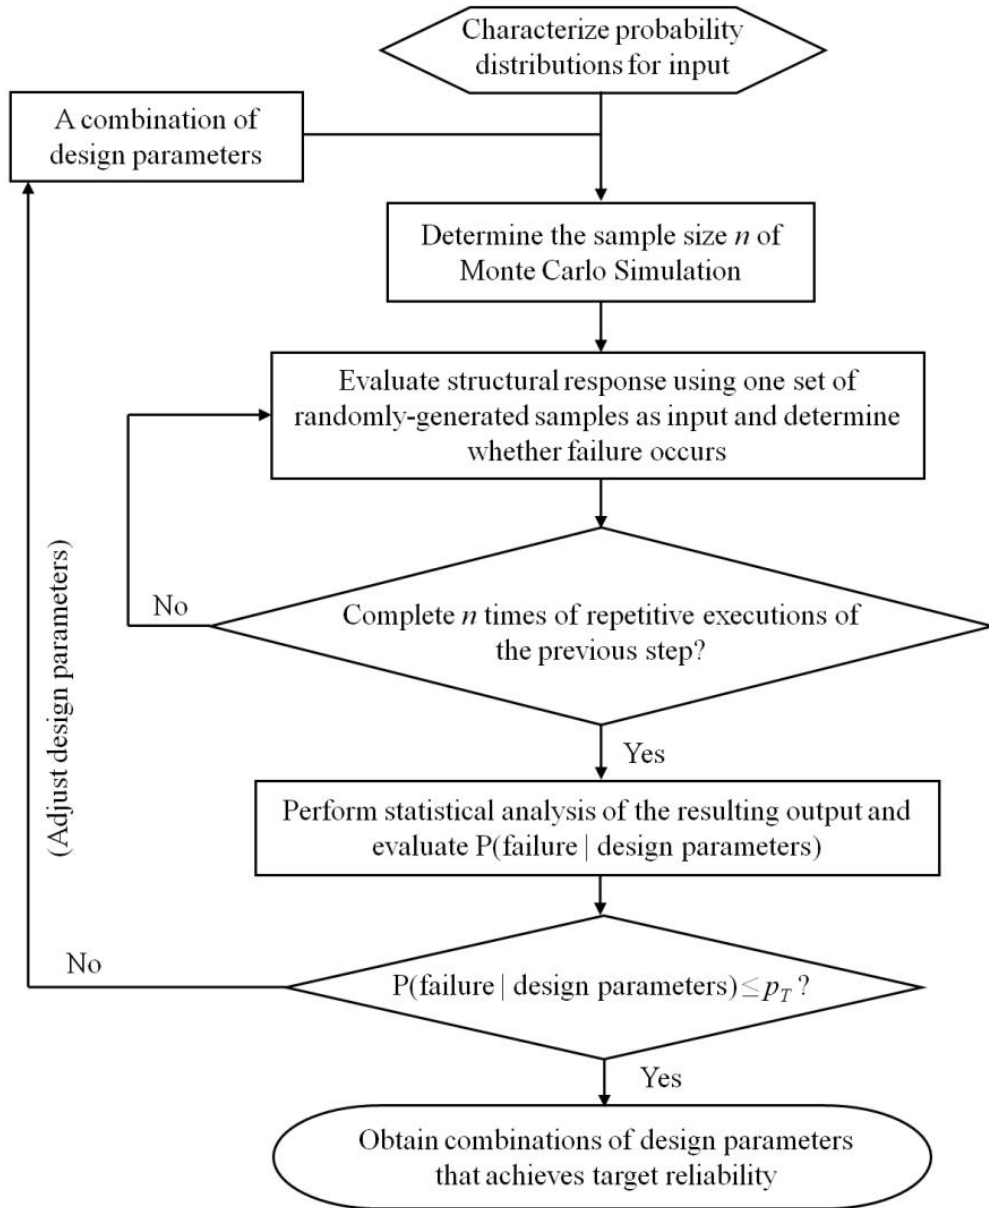 Characterize probability
distributions for input
A combination of
design parameters
Determine the sample size n of
Monte Carlo Simulation
Evaluate structural response using one set of
randomly-generated samples as input and determine
whether failure occurs
(Adjust design parameters)
No
Complete n times of repetitive executions of
the previous step?
Yes
Perform statistical analysis of the resulting output and
evaluate P(failure | design parameters)
No
P(failure | design parameters) ≤ p_T ?
Yes
Obtain combinations of design parameters
that achieves target reliability